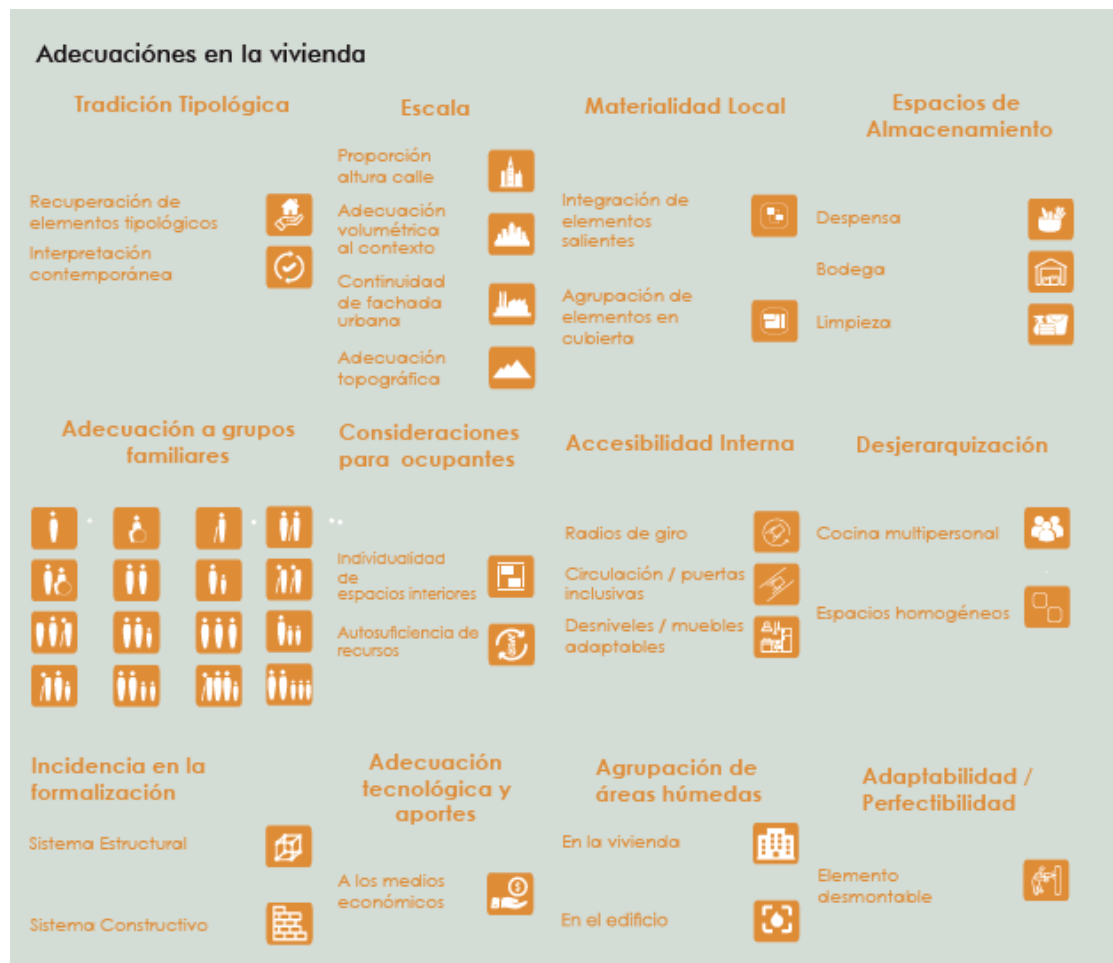 Adecuaciónes en la vivienda
Tradición Tipológica
Recuperación de
elementos tipológicos
Interpretación
contemporánea
Escala
Proporción
altura calle
Adecuación
volumétrica
al contexto
Continuidad
de fachada
urbana
Adecuación
topográfica
Materialidad Local
Integración de
elementos
salientes
Agrupación de
elementos en
cubierta
Espacios de
Almacenamiento
Despensa
Bodega
Limpieza
Adecuación a grupos
familiares
Consideraciones
para ocupantes
Individualidad
de
espacios interiores
Autosuficiencia de
recursos
Accesibilidad Interna
Radios de giro
Circulación / puertas
inclusivas
Desniveles / muebles
adaptables
Desjerarquización
Cocina multipersonal
Espacios homogéneos
Incidencia en la
formalización
Sistema Estructural
Sistema Constructivo
Adecuación
tecnológica y
aportes
A los medios
económicos
Agrupación de
áreas húmedas
En la vivienda
En el edificio
Adaptabilidad /
Perfectibilidad
Elemento
desmontable